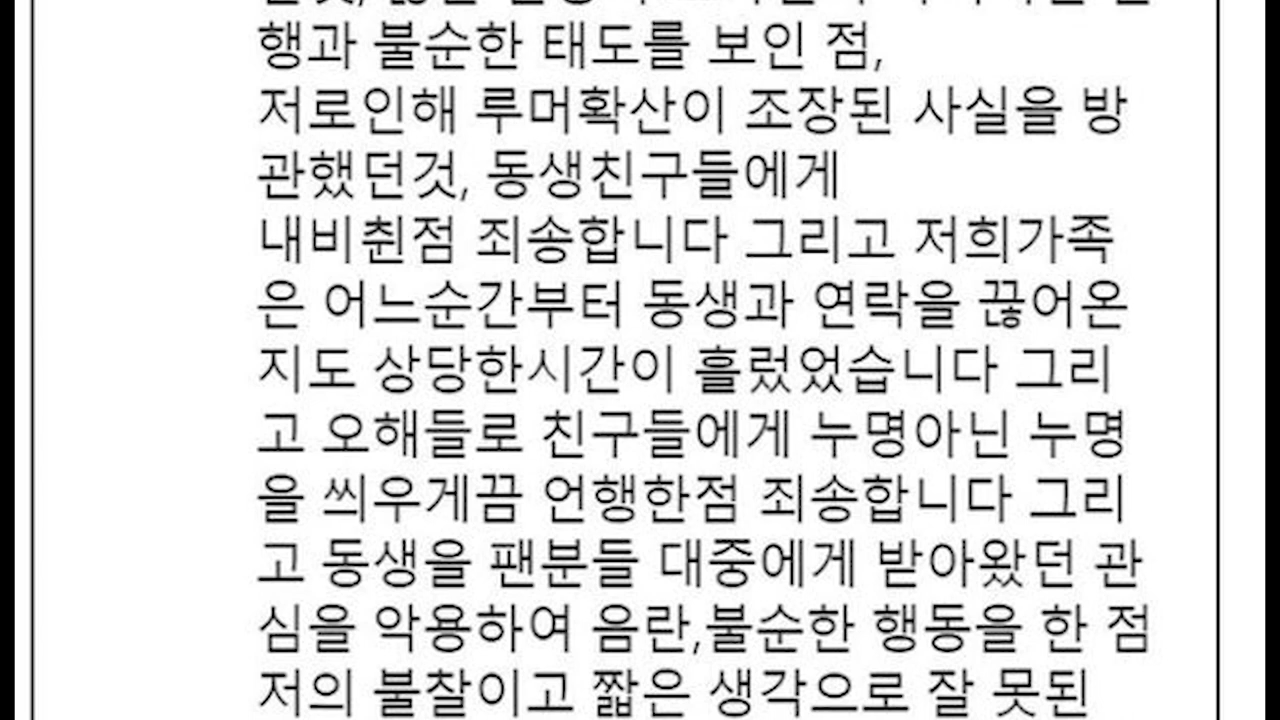 행과 불순한 태도를 보인 점,
저로인해 루머확산이 조장된 사실을 방
관했던것, 동생친구들에게
내비췬점 죄송합니다 그리고 저희가족
은 어느순간부터 동생과 연락을 끊어온
지도 상당한시간이 흘렀었습니다 그리
고 오해들로 친구들에게 누명아닌 누명
을 씌우게끔 언행한점 죄송합니다 그리
고 동생을 팬분들 대중에게 받아왔던 관
심을 악용하여 음란,불순한 행동을 한 점
저의 불찰이고 짧은 생각으로 잘 못된